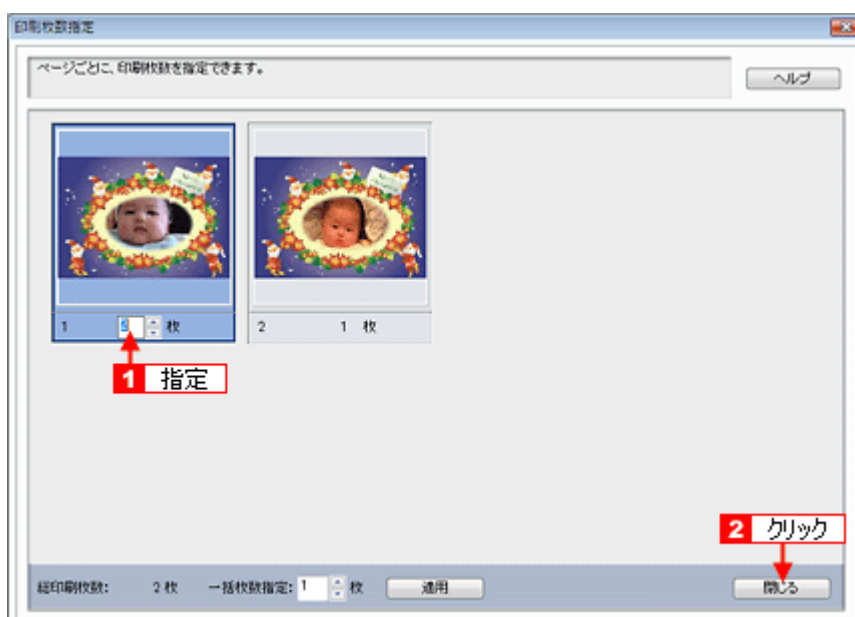 印刷枚数指定
ページごとに、印刷枚数を指定できます。
ヘルプ
1 枚
2 1 枚
1 指定
2 クリック
総印刷枚数: 2 枚 一括枚数指定: 1 枚 適用 閉じる